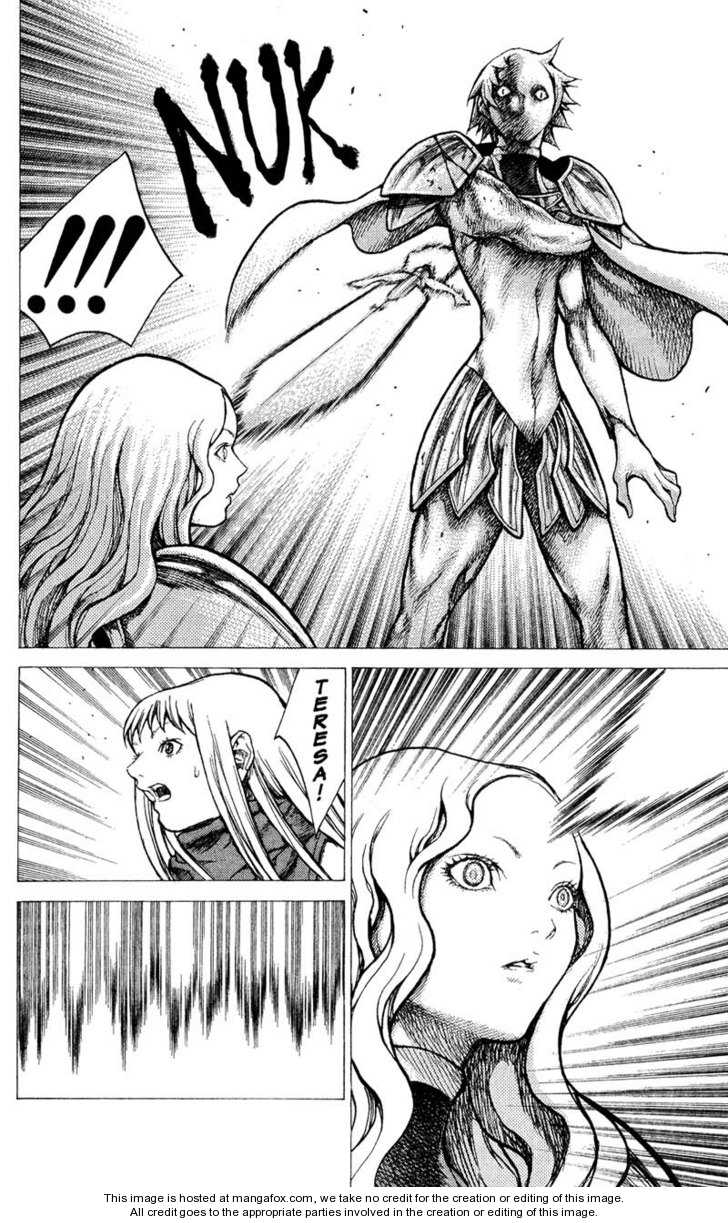 NUK
!!!
TERESA!
This image is hosted at mangafox.com, we take no credit for the creation or editing of this image.
All credit goes to the appropriate parties involved in the creation or editing of this image.